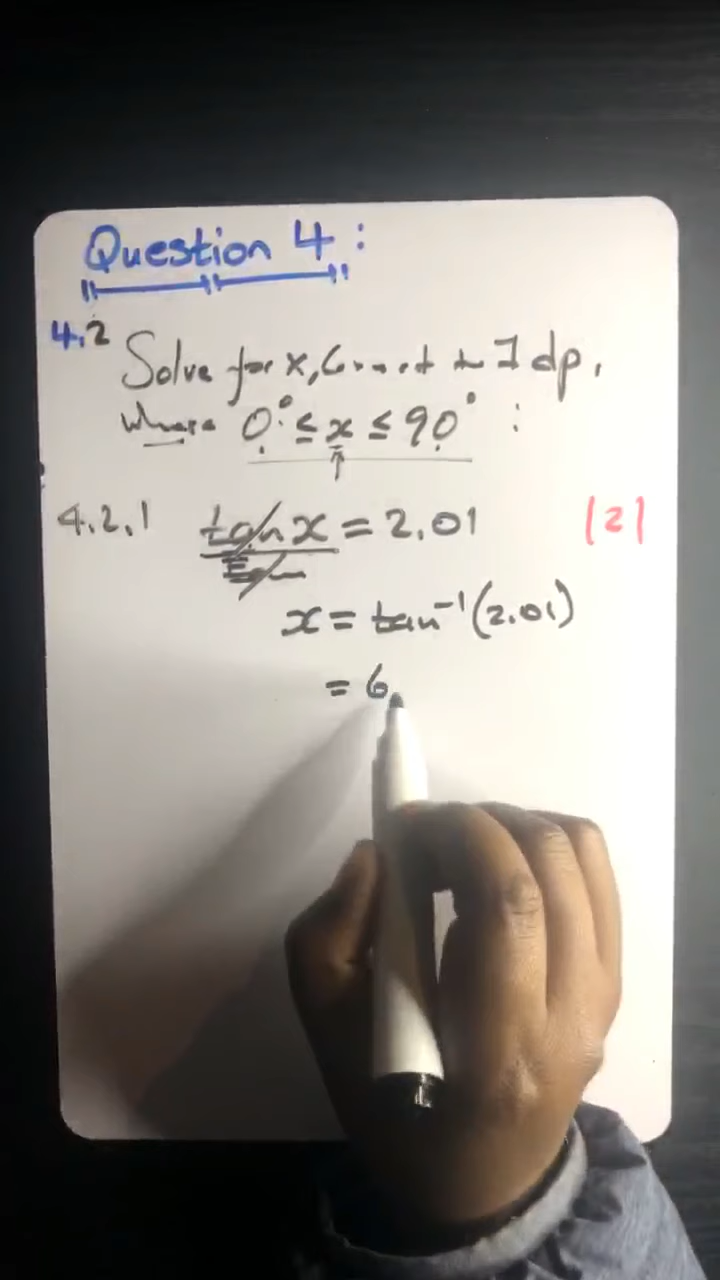 Question 4:
4.2 Solve for x, correct to 1 dp,
where 0° ≤ x ≤ 90° :
4.2.1 tan x = 2,01 |2|
x = tan⁻¹(2.01)
= 6